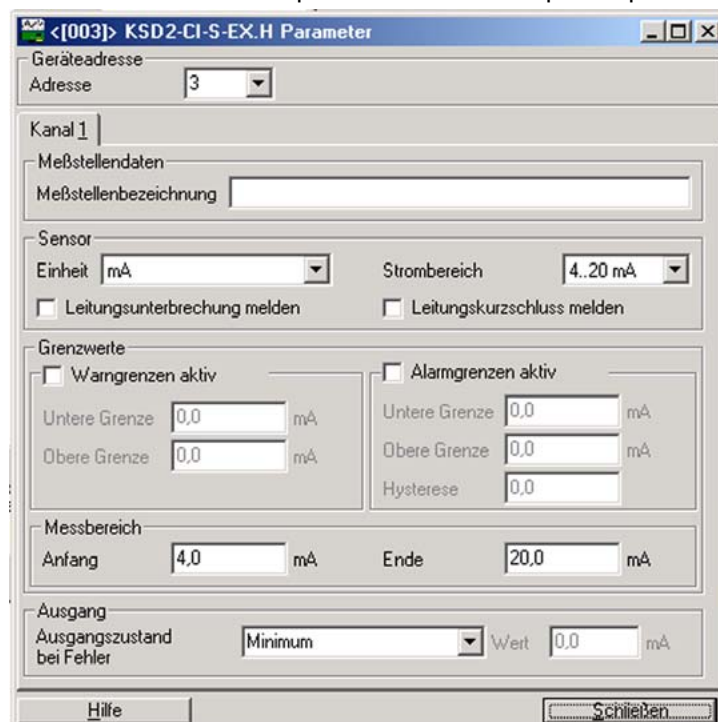 <[003]> KSD2-CI-S-EX.H Parameter
Geräteadresse
Adresse 3
Kanal 1
Meßstellendaten
Meßstellenbezeichnung
Sensor
Einheit mA Strombereich 4..20 mA
Leitungsunterbrechung melden Leitungskurzschluss melden
Grenzwerte
Warngrenzen aktiv
Untere Grenze 0,0 mA
Obere Grenze 0,0 mA
Alarmgrenzen aktiv
Untere Grenze 0,0 mA
Obere Grenze 0,0 mA
Hysterese 0,0
Messbereich
Anfang 4,0 mA Ende 20,0 mA
Ausgang
Ausgangszustand
bei Fehler Minimum Wert 0,0 mA
Hilfe Schließen